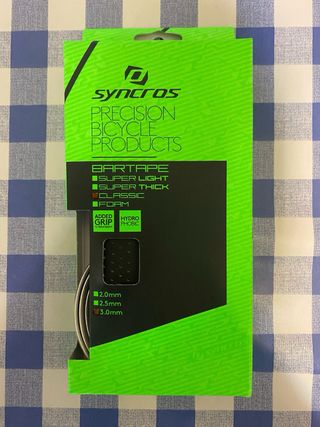 SYNCROS
PRECISION
BICYCLE
PRODUCTS
BARTAPE
SUPER LIGHT
SUPER THICK
CLASSIC
FOAM
ADDED
GRIP
HYDRO
PHOBIC
2.0mm
2.5mm
3.0mm